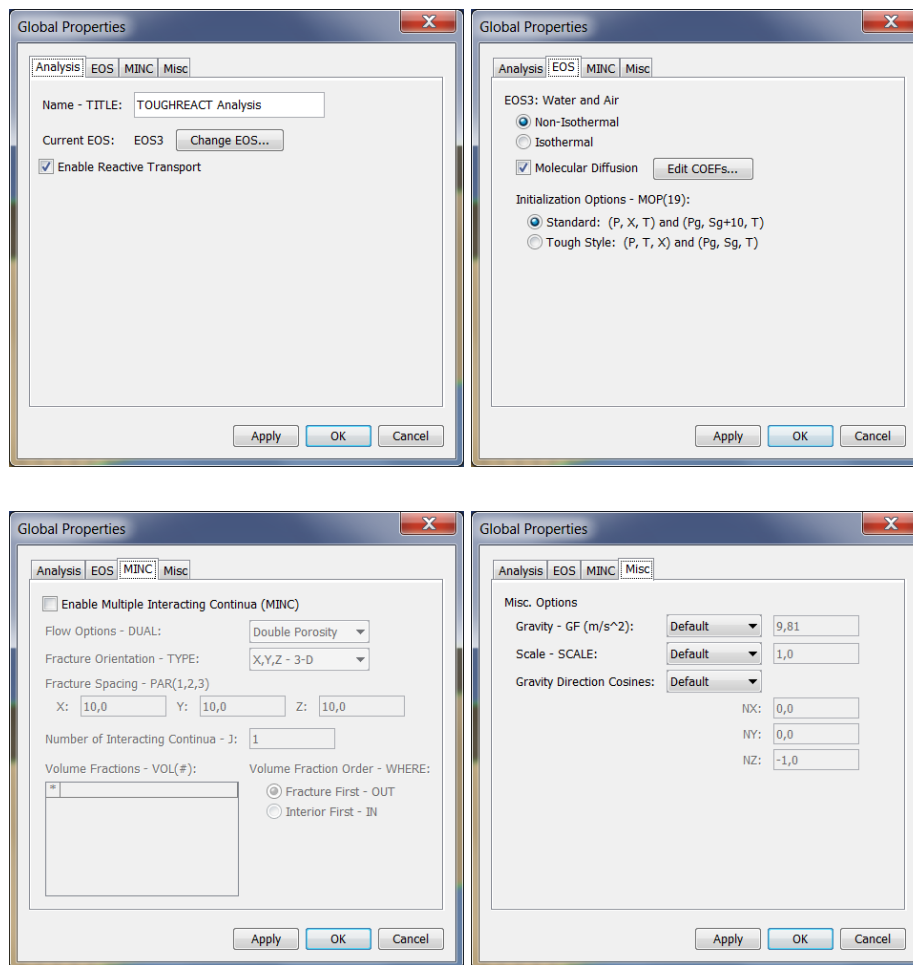 Global Properties
X
Analysis EOS MINC Misc
Name - TITLE: TOUGHREACT Analysis
Current EOS: EOS3 Change EOS...
Enable Reactive Transport
Apply OK Cancel
Global Properties
X
Analysis EOS MINC Misc
EOS3: Water and Air
Non-Isothermal
Isothermal
Molecular Diffusion Edit COEFs...
Initialization Options - MOP(19):
Standard: (P, X, T) and (Pg, Sg+10, T)
Tough Style: (P, T, X) and (Pg, Sg, T)
Apply OK Cancel
Global Properties
X
Analysis EOS MINC Misc
Enable Multiple Interacting Continua (MINC)
Flow Options - DUAL: Double Porosity
Fracture Orientation - TYPE: X,Y,Z - 3-D
Fracture Spacing - PAR(1,2,3)
X: 10,0 Y: 10,0 Z: 10,0
Number of Interacting Continua - J: 1
Volume Fractions - VOL(#): Volume Fraction Order - WHERE:
* Fracture First - OUT
Interior First - IN
Apply OK Cancel
Global Properties
X
Analysis EOS MINC Misc
Misc. Options
Gravity - GF (m/s^2): Default 9,81
Scale - SCALE: Default 1,0
Gravity Direction Cosines: Default
NX: 0,0
NY: 0,0
NZ: -1,0
Apply OK Cancel